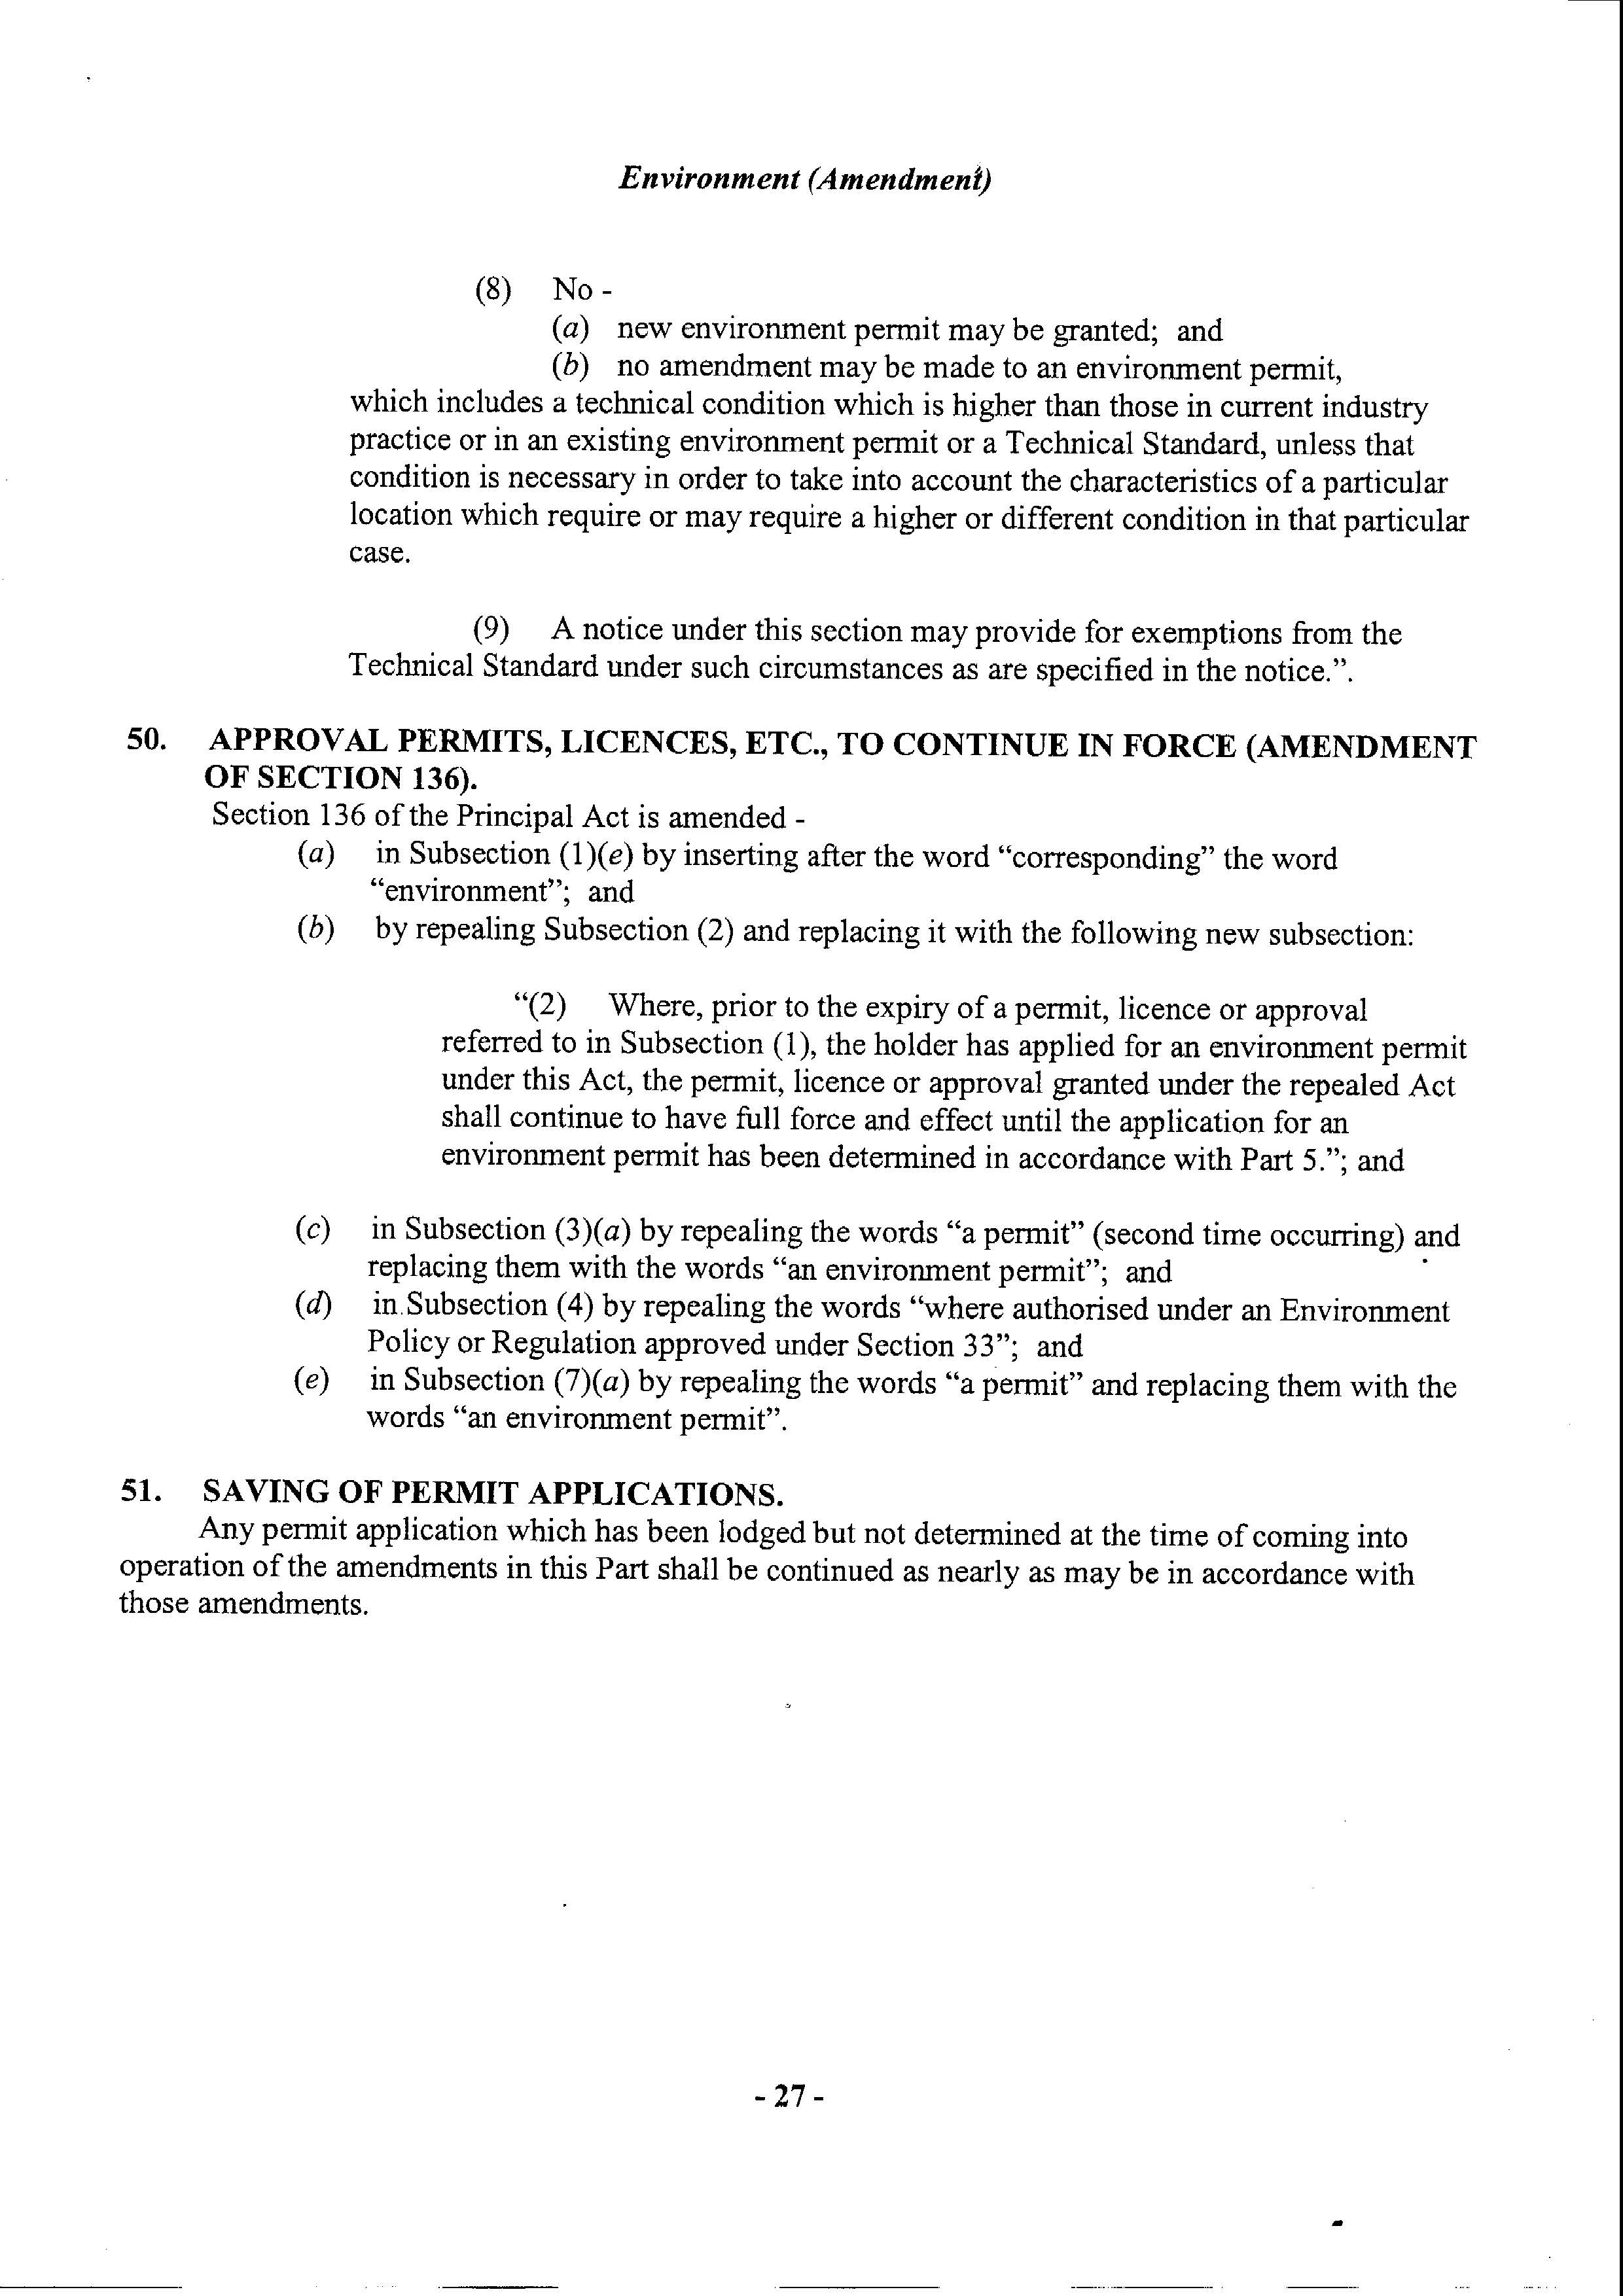 Environment (Amendment)
(8) No -
(a) new environment permit may be granted; and
(b) no amendment may be made to an environment permit,
which includes a technical condition which is higher than those in current industry
practice or in an existing environment permit or a Technical Standard, unless that
condition is necessary in order to take into account the characteristics of a particular
location which require or may require a higher or different condition in that particular
case.
(9) A notice under this section may provide for exemptions from the
Technical Standard under such circumstances as are specified in the notice.”.
50. APPROVAL PERMITS, LICENCES, ETC., TO CONTINUE IN FORCE (AMENDMENT
OF SECTION 136).
Section 136 of the Principal Act is amended -
(a) in Subsection (1)(e) by inserting after the word “corresponding” the word
“environment”; and
(b) by repealing Subsection (2) and replacing it with the following new subsection:
“(2) Where, prior to the expiry of a permit, licence or approval
referred to in Subsection (1), the holder has applied for an environment permit
under this Act, the permit, licence or approval granted under the repealed Act
shall continue to have full force and effect until the application for an
environment permit has been determined in accordance with Part 5.”; and
(c) in Subsection (3)(a) by repealing the words “a permit” (second time occurring) and
replacing them with the words “an environment permit”; and
(d) in Subsection (4) by repealing the words “where authorised under an Environment
Policy or Regulation approved under Section 33”; and
(e) in Subsection (7)(a) by repealing the words “a permit” and replacing them with the
words “an environment permit”.
51. SAVING OF PERMIT APPLICATIONS.
Any permit application which has been lodged but not determined at the time of coming into
operation of the amendments in this Part shall be continued as nearly as may be in accordance with
those amendments.
- 27 -